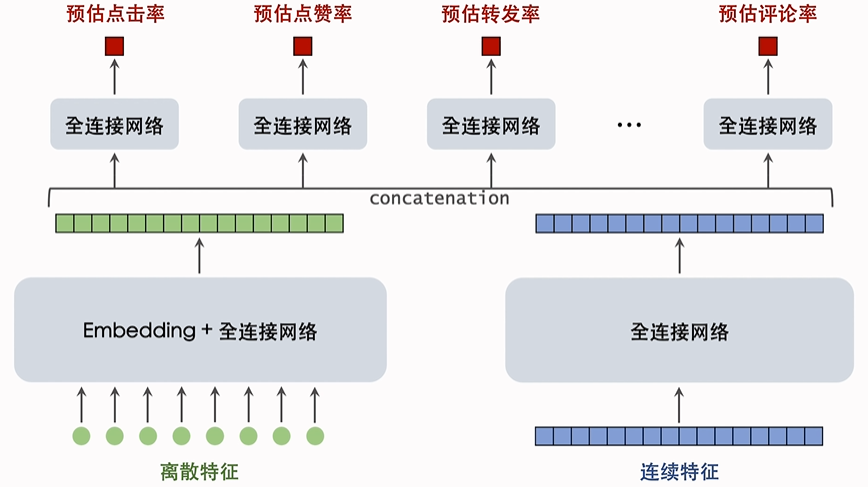 预估点击率 预估点赞率 预估转发率 预估评论率
全连接网络 全连接网络 全连接网络 … 全连接网络
concatenation
Embedding + 全连接网络 全连接网络
离散特征 连续特征